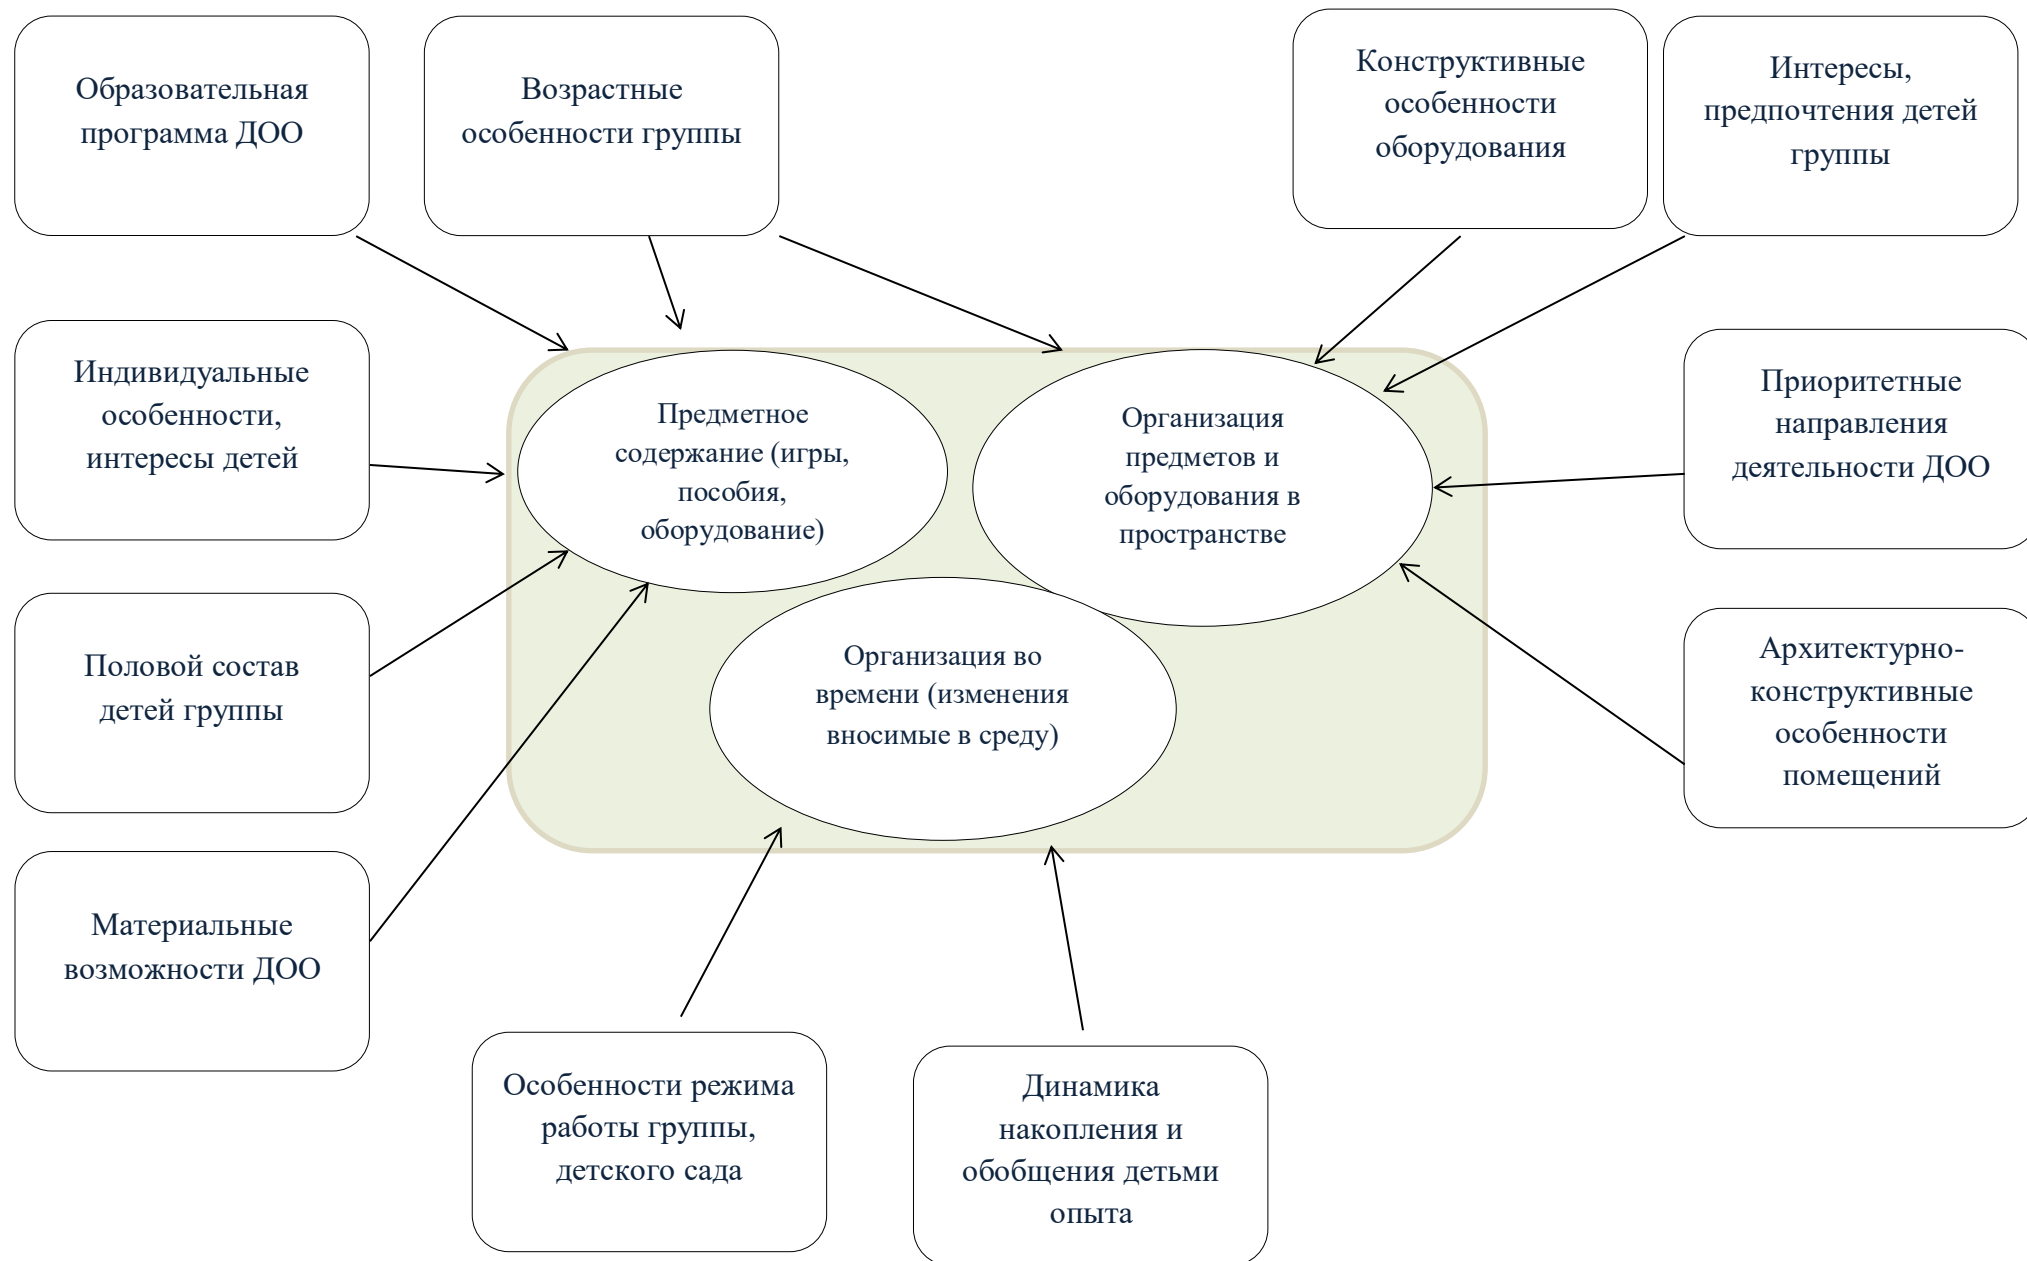 Образовательная
программа ДОО
Возрастные
особенности группы
Конструктивные
особенности
оборудования
Интересы,
предпочтения детей
группы
Индивидуальные
особенности,
интересы детей
Предметное
содержание (игры,
пособия,
оборудование)
Организация
предметов и
оборудования в
пространстве
Приоритетные
направления
деятельности ДОО
Половой состав
детей группы
Организация во
времени (изменения
вносимые в среду)
Архитектурно-
конструктивные
особенности
помещений
Материальные
возможности ДОО
Особенности режима
работы группы,
детского сада
Динамика
накопления и
обобщения детьми
опыта